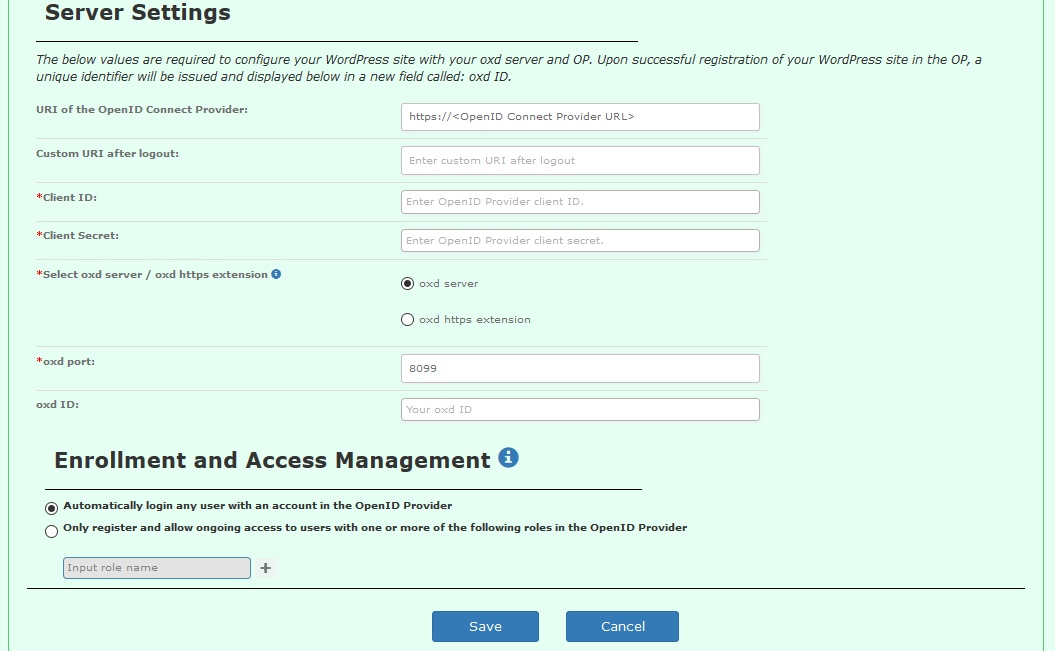 Server Settings
The below values are required to configure your WordPress site with your oxd server and OP. Upon successful registration of your WordPress site in the OP, a
unique identifier will be issued and displayed below in a new field called: oxd ID.
URI of the OpenID Connect Provider:
https://<OpenID Connect Provider URL>
Custom URI after logout:
Enter custom URI after logout
*Client ID:
Enter OpenID Provider client ID.
*Client Secret:
Enter OpenID Provider client secret.
*Select oxd server / oxd https extension
oxd server
oxd https extension
*oxd port:
8099
oxd ID:
Your oxd ID
Enrollment and Access Management
Automatically login any user with an account in the OpenID Provider
Only register and allow ongoing access to users with one or more of the following roles in the OpenID Provider
Input role name
Save
Cancel